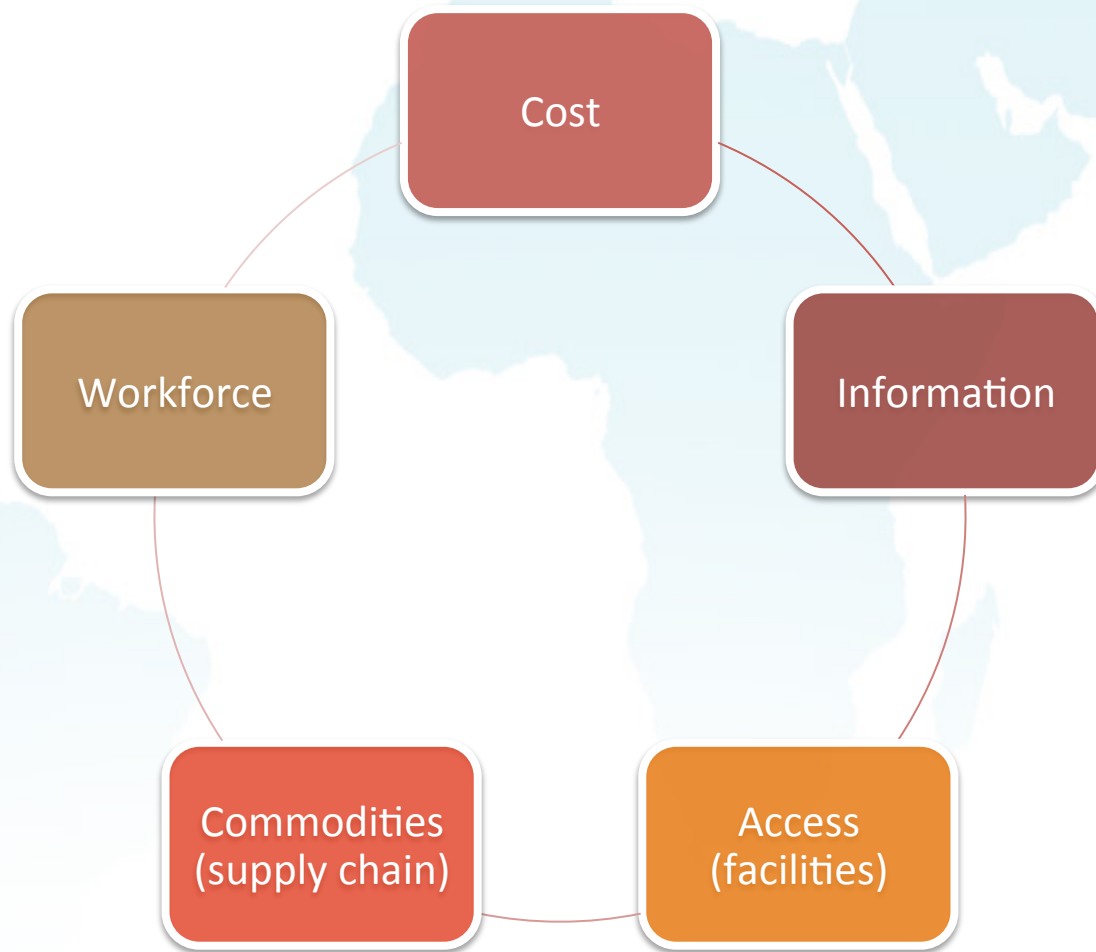 Cost
Workforce
Information
Commodities
(supply chain)
Access
(facilities)